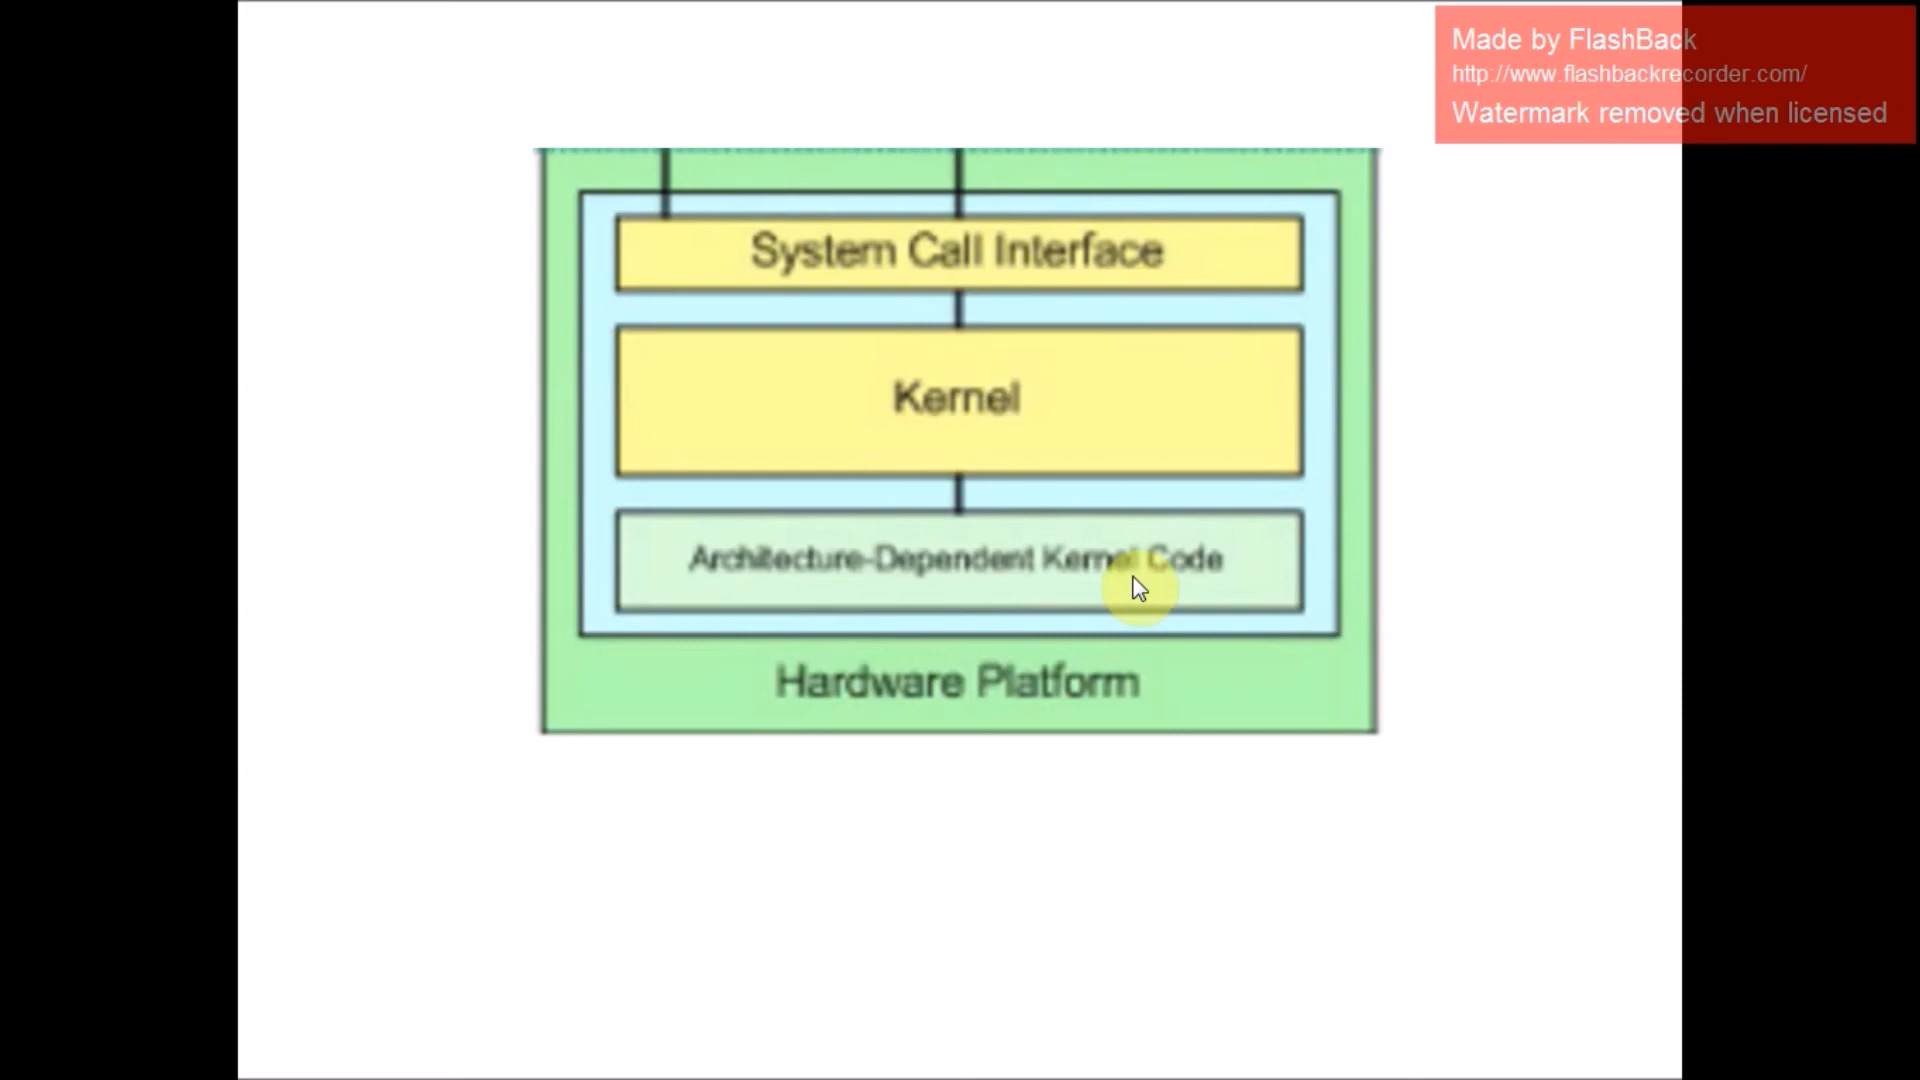 Made by FlashBack
http://www.flashbackrecorder.com/
Watermark removed when licensed
System Call Interface
Kernel
Architecture-Dependent Kernel Code
Hardware Platform